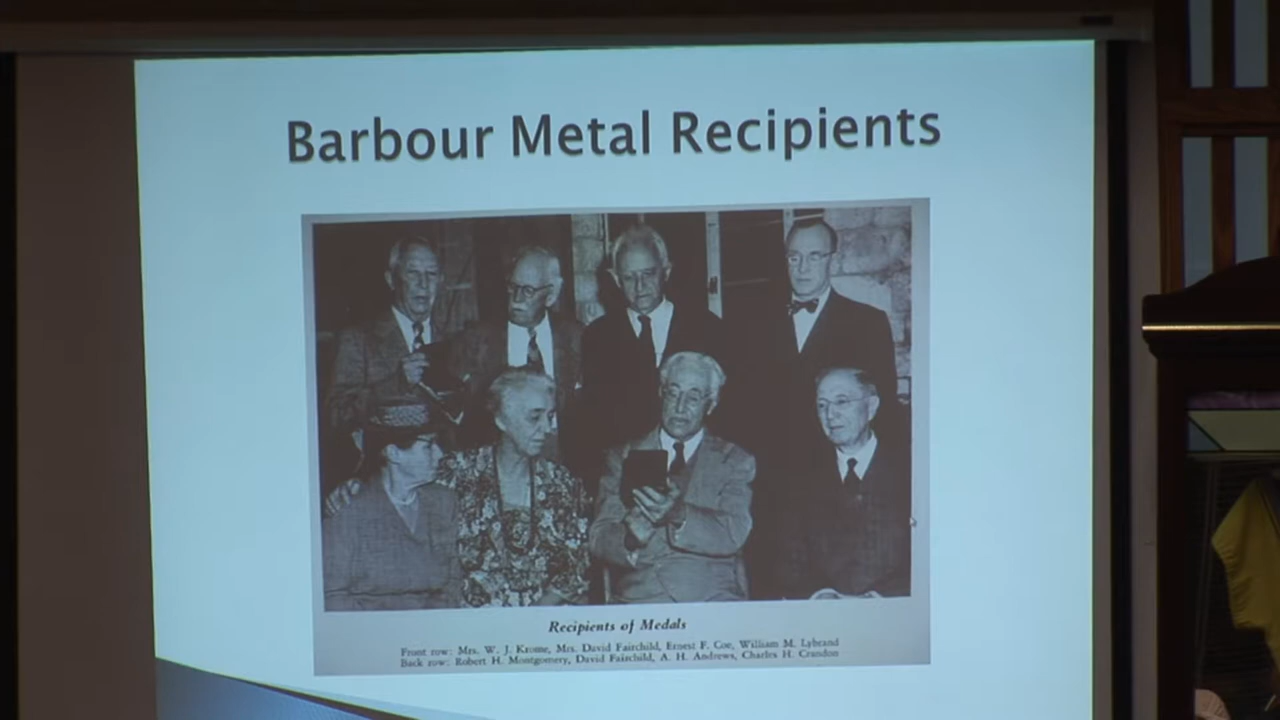 Barbour Metal Recipients
Recipients of Medals
Front row: Mrs. W. J. Krome, Mrs. David Fairchild, Ernest F. Coe, William M. Lybrand
Back row: Robert H. Montgomery, David Fairchild, A. H. Andrews, Charles H. Crandon